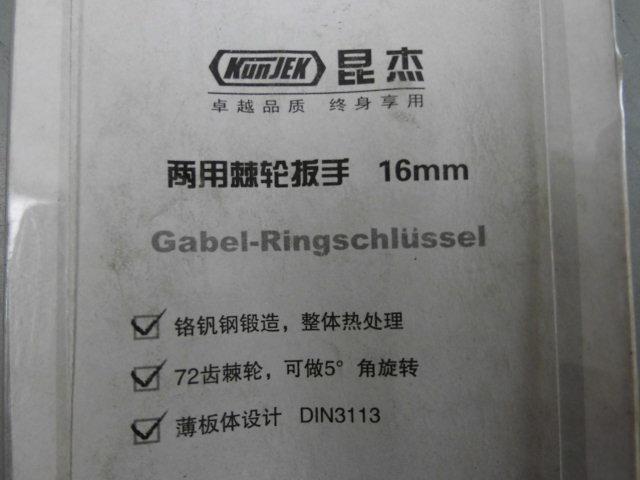 KunJEK 昆杰
卓越品质 终身享用
两用棘轮扳手 16mm
Gabel-Ringschlüssel
铬钒钢锻造，整体热处理
72齿棘轮，可做5° 角旋转
薄板体设计 DIN3113